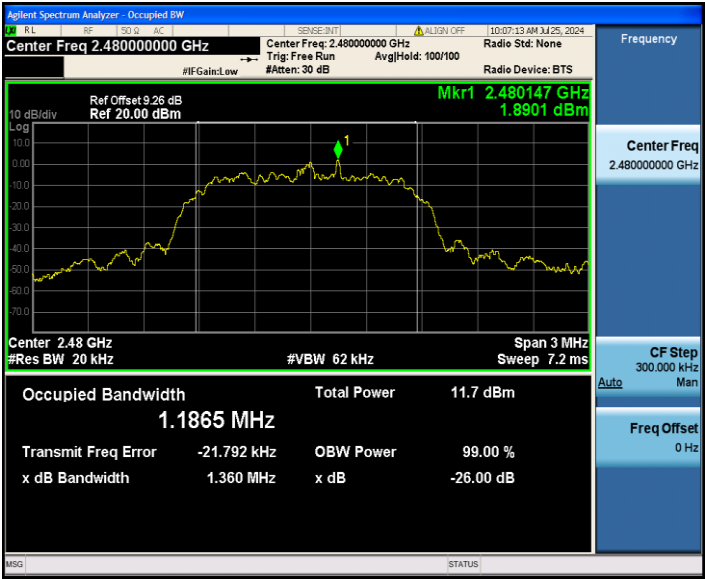 Agilent Spectrum Analyzer - Occupied BW
RL RF 50 Ω AC SENSE:INT ALIGN OFF 10:07:13 AM Jul 25, 2024
Center Freq 2.480000000 GHz
Center Freq: 2.480000000 GHz
Radio Std: None
Trig: Free Run Avg|Hold: 100/100
#IFGain:Low
#Atten: 30 dB
Radio Device: BTS
Mkr1 2.480147 GHz
1.8901 dBm
Ref Offset 9.26 dB
10 dB/div Ref 20.00 dBm
Log
10.0
0.00
-10.0
-20.0
-30.0
-40.0
-50.0
-60.0
-70.0
1
Center 2.48 GHz Span 3 MHz
#Res BW 20 kHz #VBW 62 kHz Sweep 7.2 ms
Occupied Bandwidth Total Power 11.7 dBm
1.1865 MHz
Transmit Freq Error -21.792 kHz OBW Power 99.00 %
x dB Bandwidth 1.360 MHz x dB -26.00 dB
Frequency
Center Freq
2.480000000 GHz
CF Step
300.000 kHz
Auto Man
Freq Offset
0 Hz
MSG STATUS